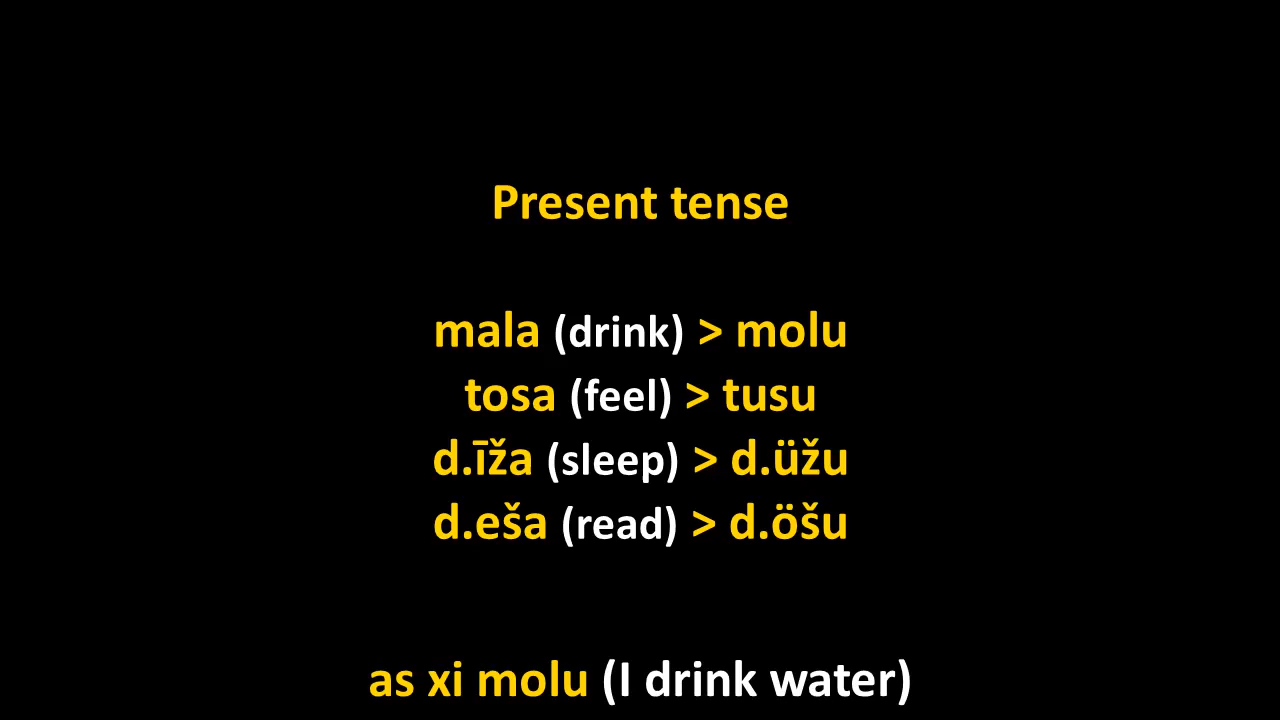 Present tense
mala (drink) > molu
tosa (feel) > tusu
d.īža (sleep) > d.üžu
d.eša (read) > d.öšu
as xi molu (I drink water)